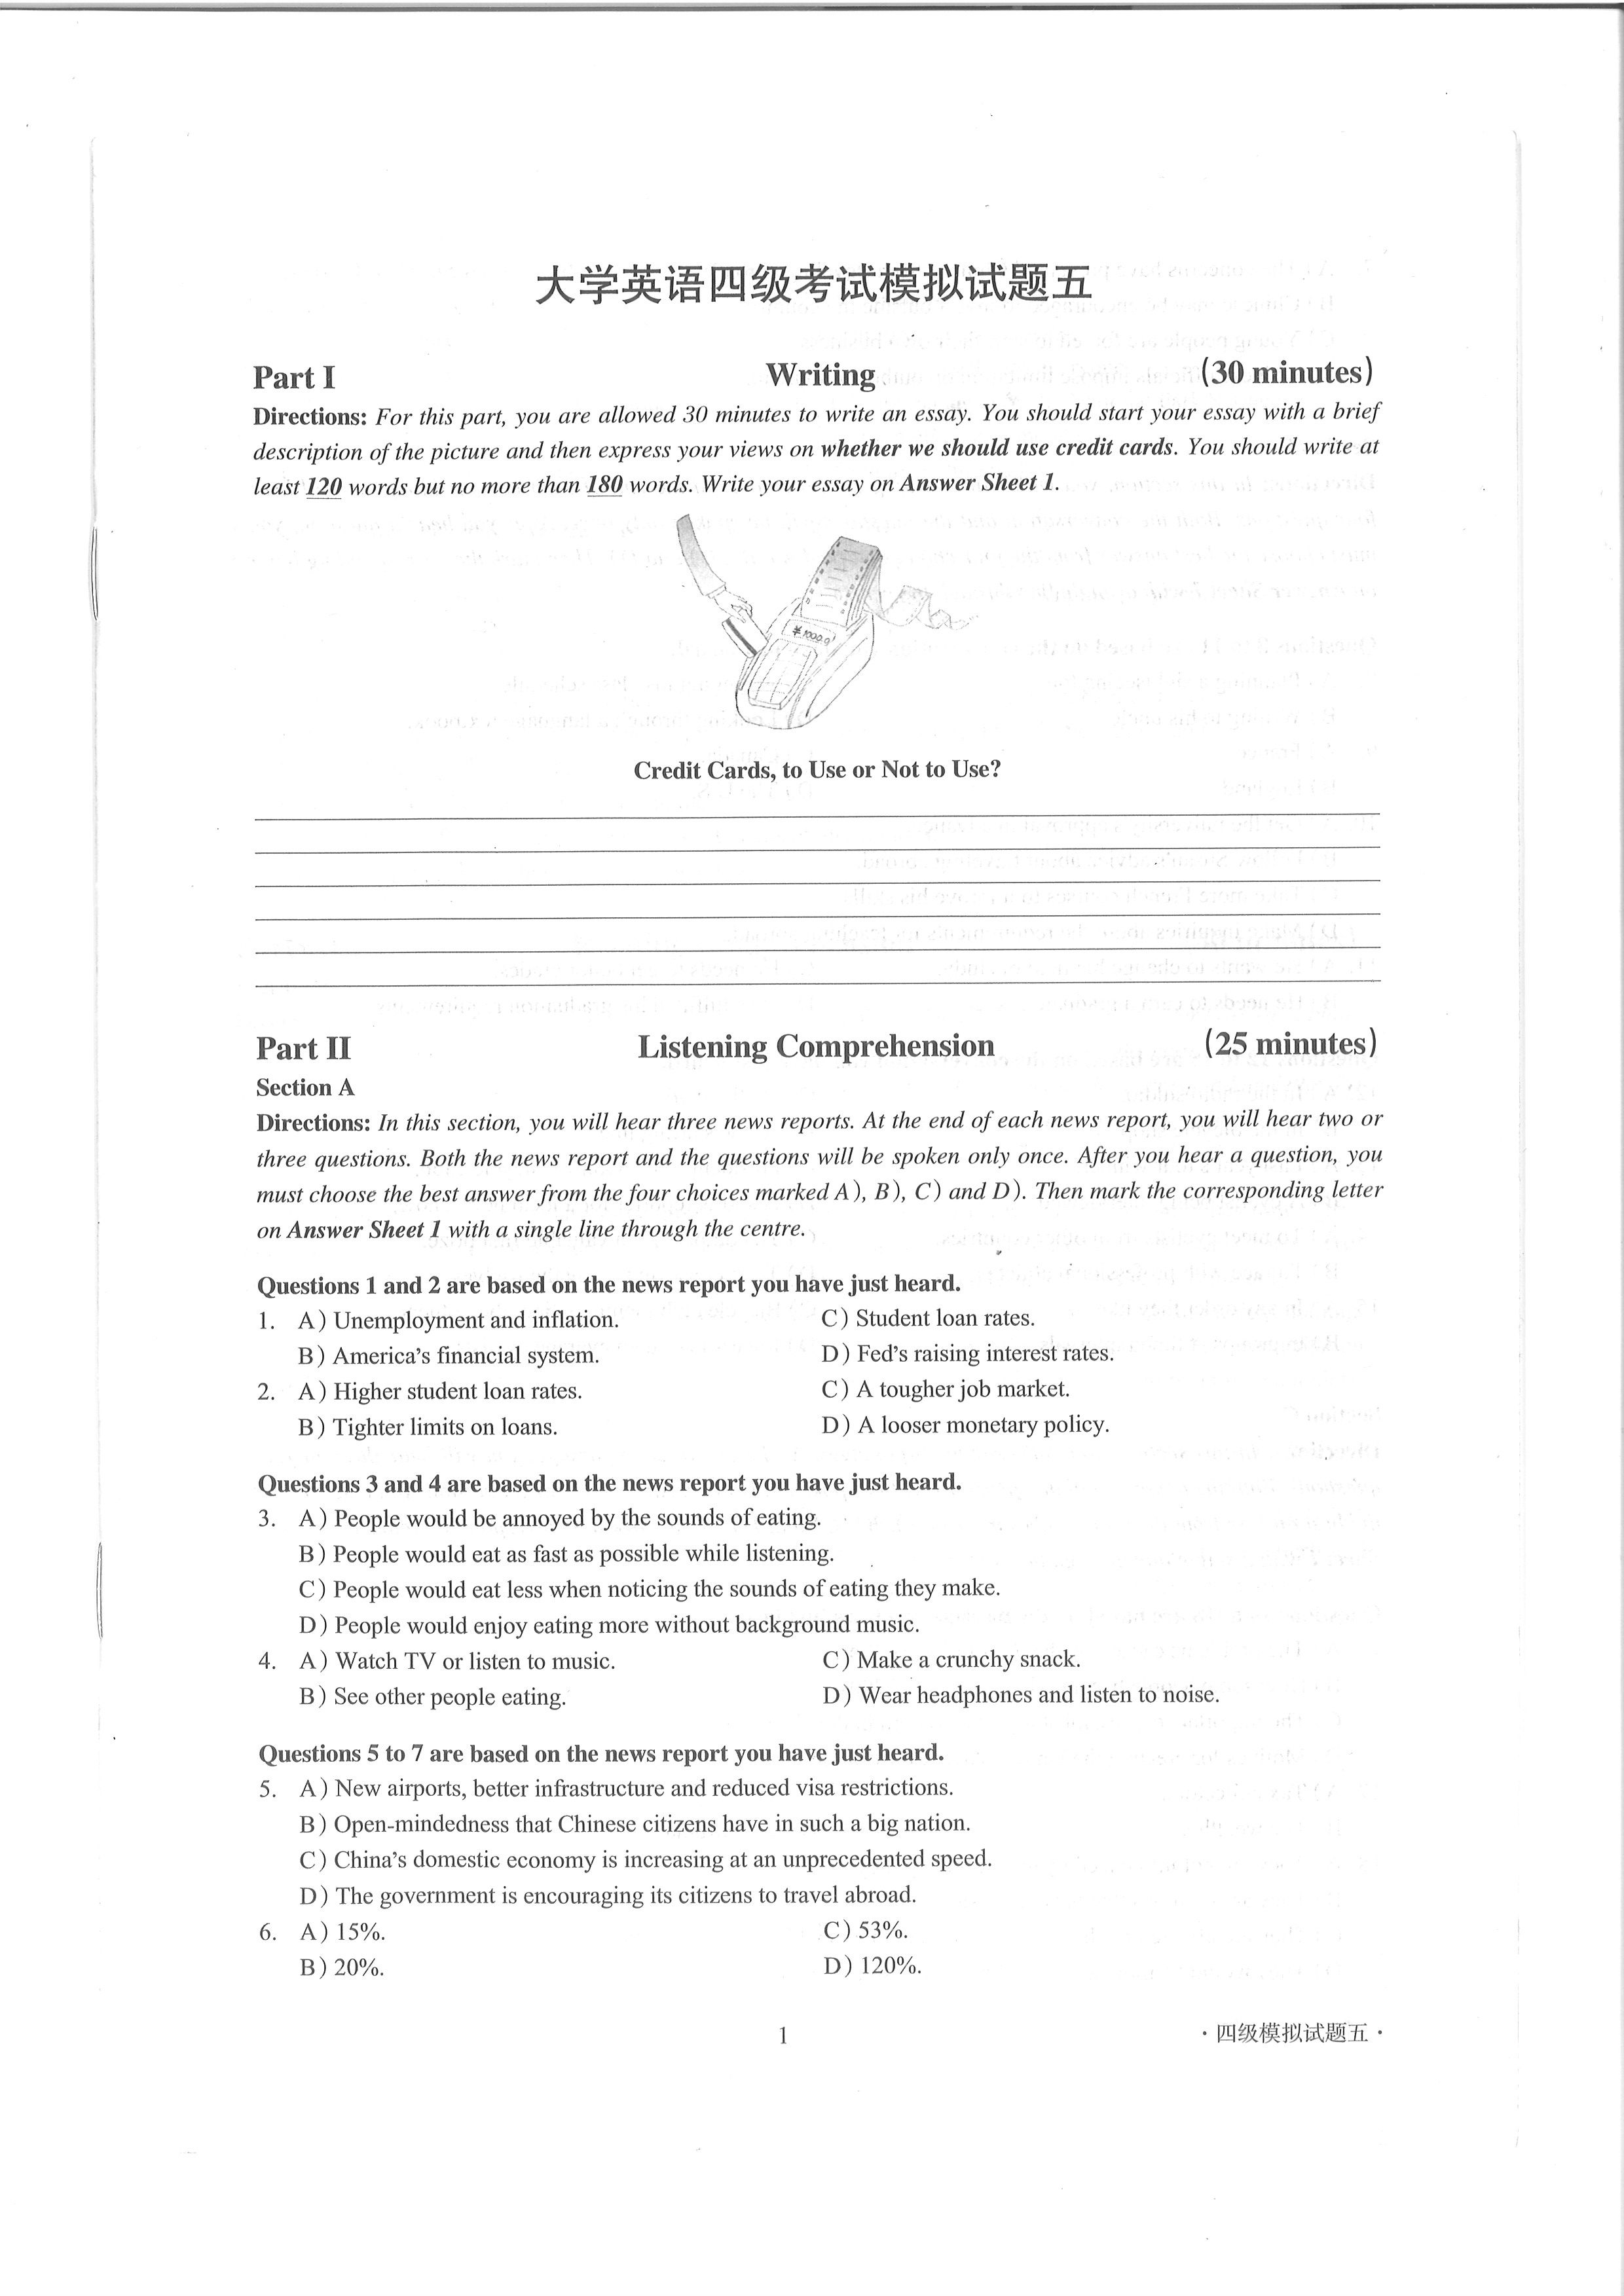 大学英语四级考试模拟试题五
Part I Writing (30 minutes)
Directions: For this part, you are allowed 30 minutes to write an essay. You should start your essay with a brief
description of the picture and then express your views on whether we should use credit cards. You should write at
least 120 words but no more than 180 words. Write your essay on Answer Sheet 1.
¥1000.0
Credit Cards, to Use or Not to Use?
Part II Listening Comprehension (25 minutes)
Section A
Directions: In this section, you will hear three news reports. At the end of each news report, you will hear two or
three questions. Both the news report and the questions will be spoken only once. After you hear a question, you
must choose the best answer from the four choices marked A), B), C) and D). Then mark the corresponding letter
on Answer Sheet 1 with a single line through the centre.
Questions 1 and 2 are based on the news report you have just heard.
1. A) Unemployment and inflation. C) Student loan rates.
B) America's financial system. D) Fed's raising interest rates.
2. A) Higher student loan rates. C) A tougher job market.
B) Tighter limits on loans. D) A looser monetary policy.
Questions 3 and 4 are based on the news report you have just heard.
3. A) People would be annoyed by the sounds of eating.
B) People would eat as fast as possible while listening.
C) People would eat less when noticing the sounds of eating they make.
D) People would enjoy eating more without background music.
4. A) Watch TV or listen to music. C) Make a crunchy snack.
B) See other people eating. D) Wear headphones and listen to noise.
Questions 5 to 7 are based on the news report you have just heard.
5. A) New airports, better infrastructure and reduced visa restrictions.
B) Open-mindedness that Chinese citizens have in such a big nation.
C) China's domestic economy is increasing at an unprecedented speed.
D) The government is encouraging its citizens to travel abroad.
6. A) 15%. C) 53%.
B) 20%. D) 120%.
1 ·四级模拟试题五·